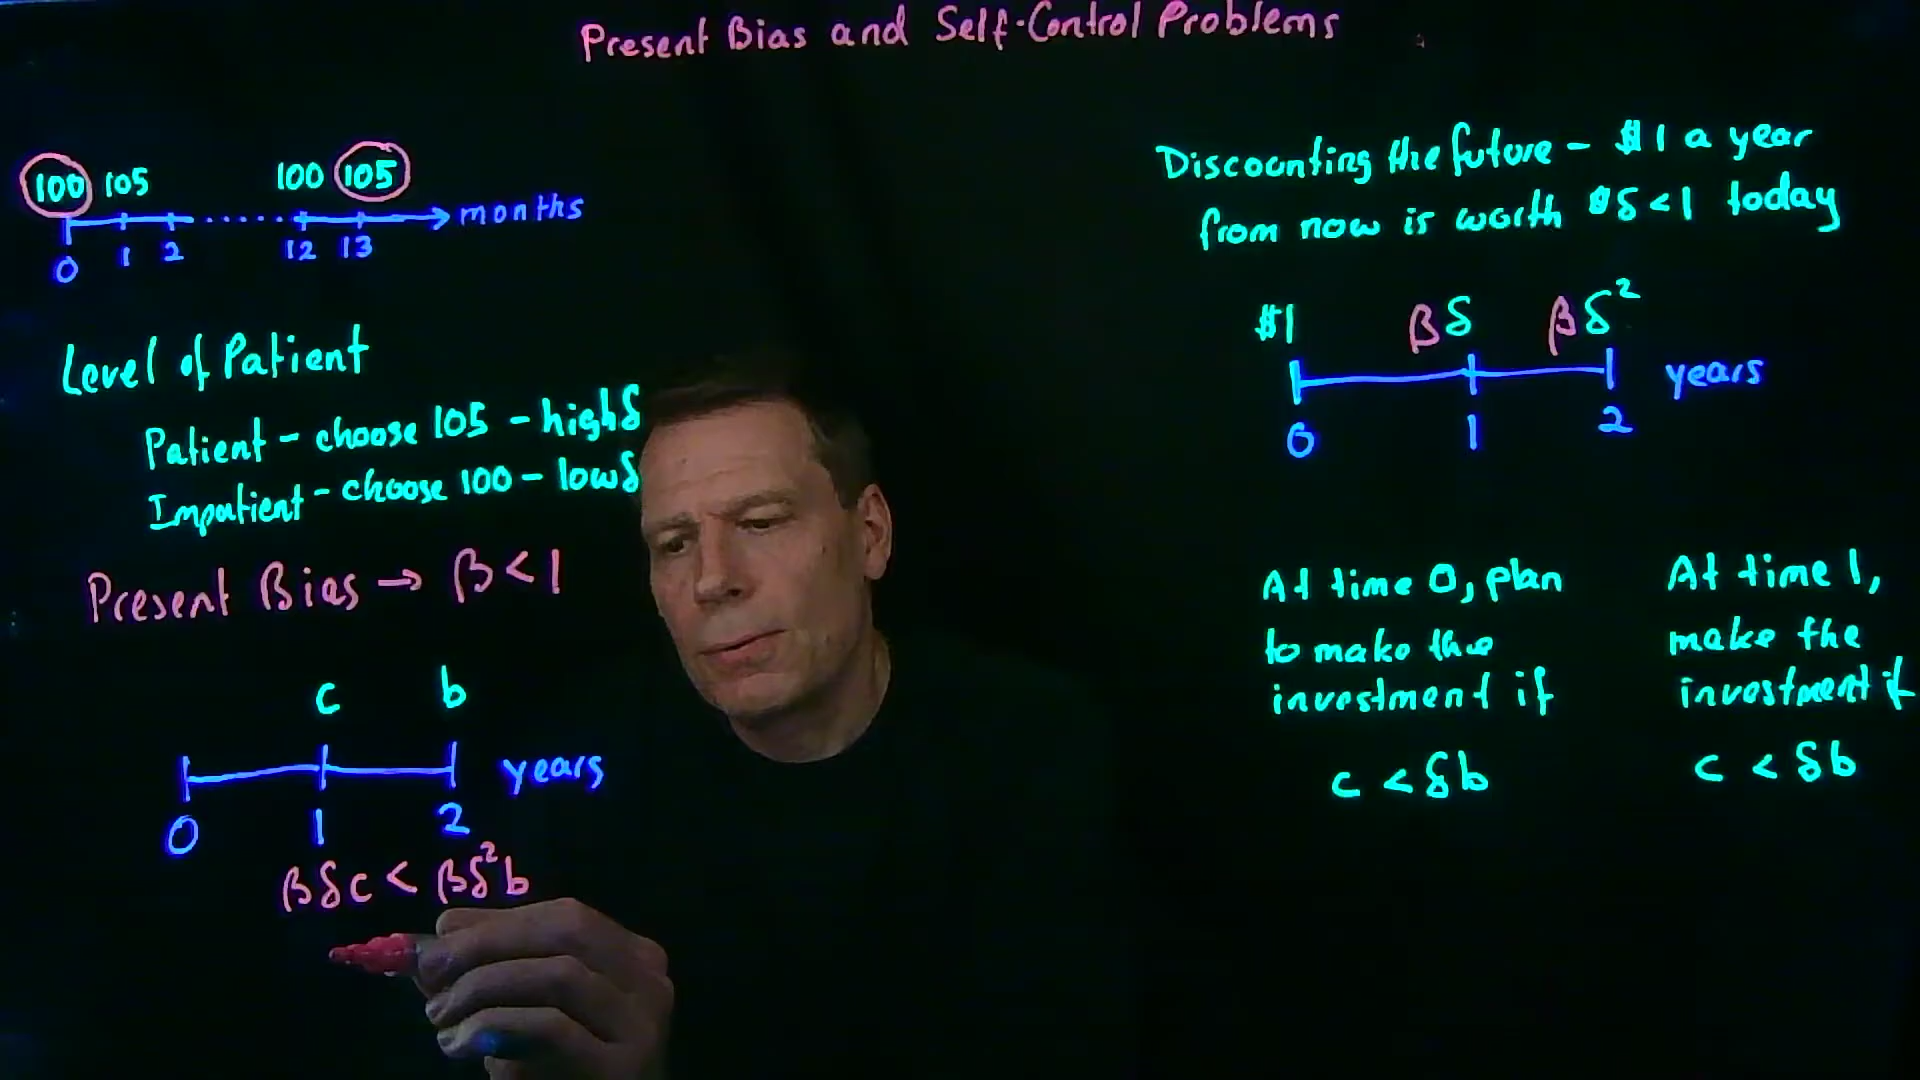 Present Bias and Self-Control Problems
100 105 100 105
months
0 1 2 12 13
Level of Patient
Patient - choose 105 - high δ
Impatient - choose 100 - low δ
Present Bias → β < 1
c b
years
0 1 2
βδc < βδ²b
Discounting the future - $1 a year
from now is worth $δ < 1 today
$1 βδ βδ²
years
0 1 2
At time 0, plan
to make the
investment if
c < δb
At time 1,
make the
investment if
c < δb